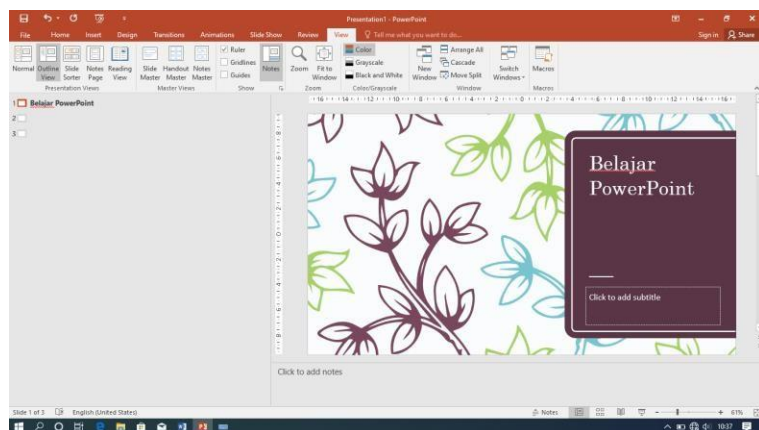 Presentation1 - PowerPoint
File Home Insert Design Transitions Animations Slide Show Review View Tell me what you want to do... Sign in Share
Normal Outline View Slide Sorter Notes Page Reading View
Presentation Views
Slide Master Handout Master Notes Master
Master Views
Ruler
Gridlines
Guides
Show
Notes
Zoom Fit to Window
Zoom
Color
Grayscale
Black and White
Color/Grayscale
New Window
Arrange All
Cascade
Move Split
Switch Windows
Window
Macros
Macros
1 Belajar PowerPoint
2
3
Belajar
PowerPoint
Click to add subtitle
Click to add notes
Slide 1 of 3 English (United States) Notes 61%
10:37